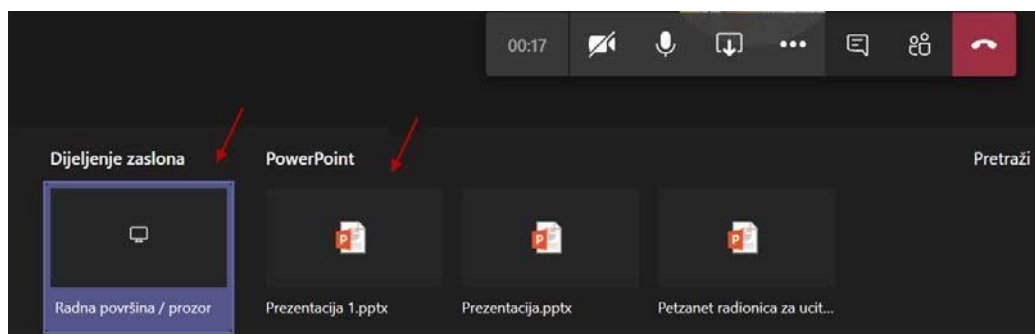 00:17
Dijeljenje zaslona PowerPoint Pretraži
P P P
Radna površina / prozor Prezentacija 1.pptx Prezentacija.pptx Petzanet radionica za ucit...